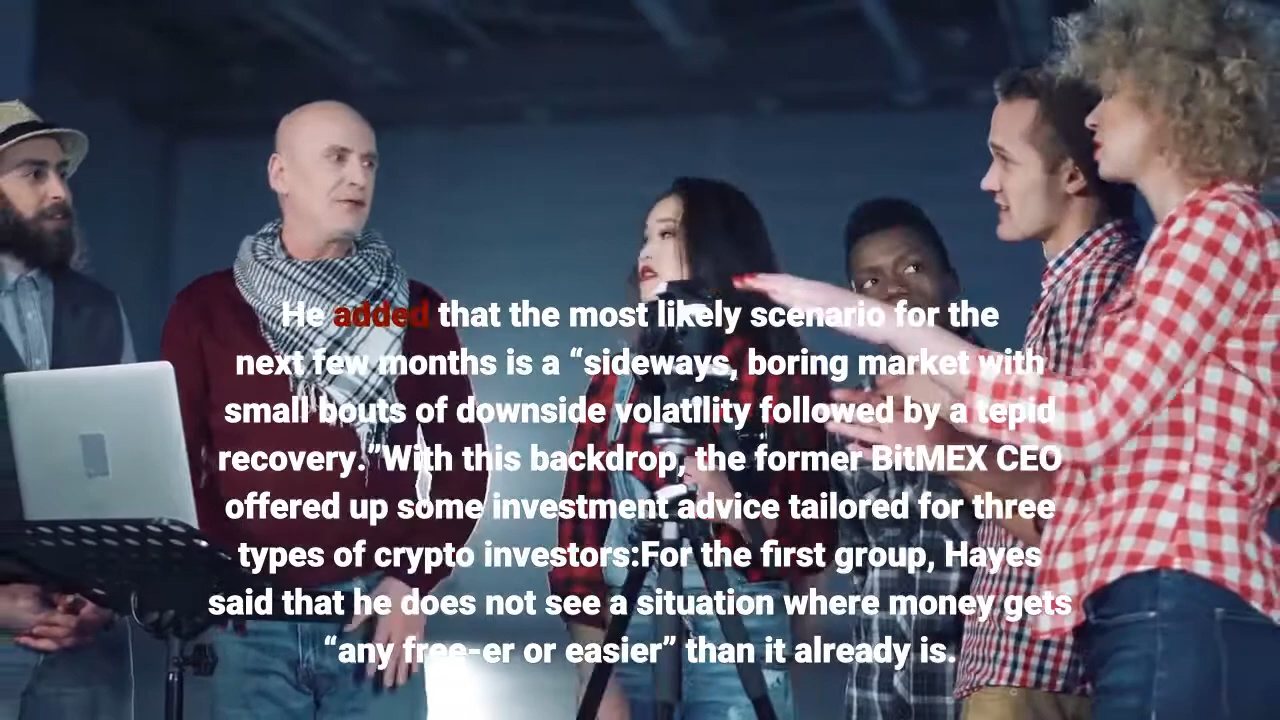 He added that the most likely scenario for the
next few months is a “sideways, boring market with
small bouts of downside volatility followed by a tepid
recovery.”With this backdrop, the former BitMEX CEO
offered up some investment advice tailored for three
types of crypto investors:For the first group, Hayes
said that he does not see a situation where money gets
“any free-er or easier” than it already is.